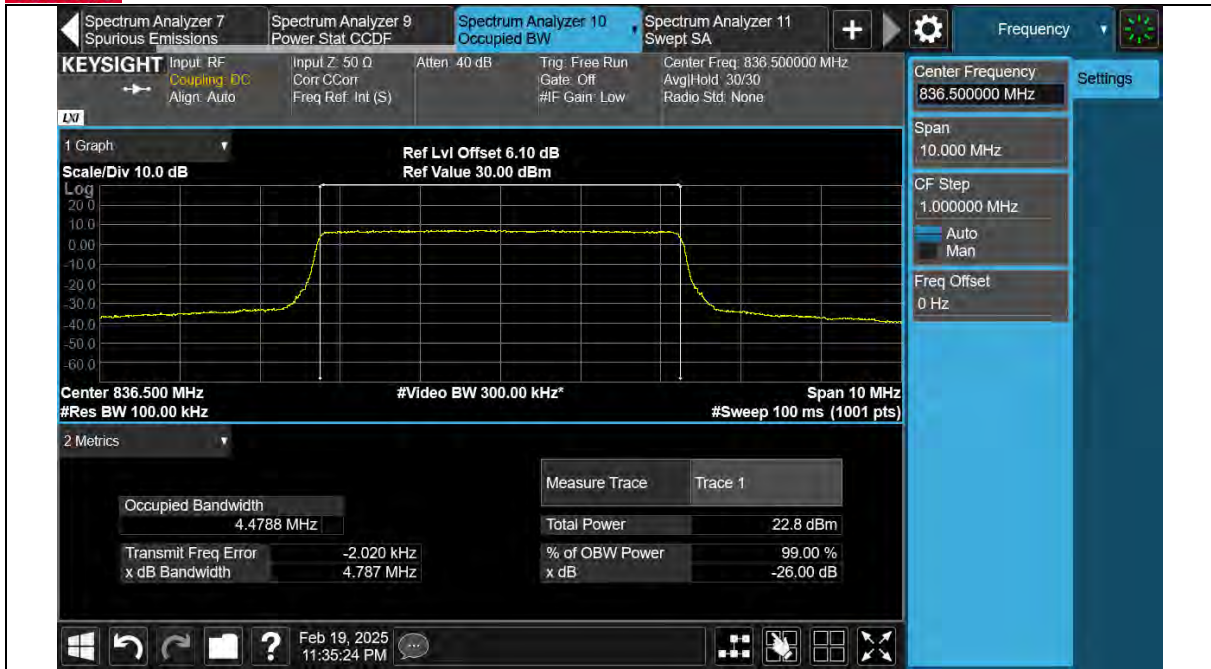 Spectrum Analyzer 7
Spurious Emissions
Spectrum Analyzer 9
Power Stat CCDF
Spectrum Analyzer 10
Occupied BW
Spectrum Analyzer 11
Swept SA
+
Frequency
KEYSIGHT
Input: RF
Coupling: DC
Align: Auto
Input Z: 50 Ω
Corr CCorr
Freq Ref: Int (S)
Atten: 40 dB
Trig: Free Run
Gate: Off
#IF Gain: Low
Center Freq: 836.500000 MHz
Avg|Hold: 30/30
Radio Std: None
LXI
Center Frequency
836.500000 MHz
Settings
Span
10.000 MHz
CF Step
1.000000 MHz
Auto
Man
Freq Offset
0 Hz
1 Graph
Scale/Div 10.0 dB
Ref Lvl Offset 6.10 dB
Ref Value 30.00 dBm
Log
20.0
10.0
0.00
-10.0
-20.0
-30.0
-40.0
-50.0
-60.0
Center 836.500 MHz
#Video BW 300.00 kHz*
Span 10 MHz
#Res BW 100.00 kHz
#Sweep 100 ms (1001 pts)
2 Metrics
Measure Trace
Trace 1
Occupied Bandwidth
4.4788 MHz
Total Power
22.8 dBm
Transmit Freq Error
-2.020 kHz
% of OBW Power
99.00 %
x dB Bandwidth
4.787 MHz
x dB
-26.00 dB
?
Feb 19, 2025
11:35:24 PM